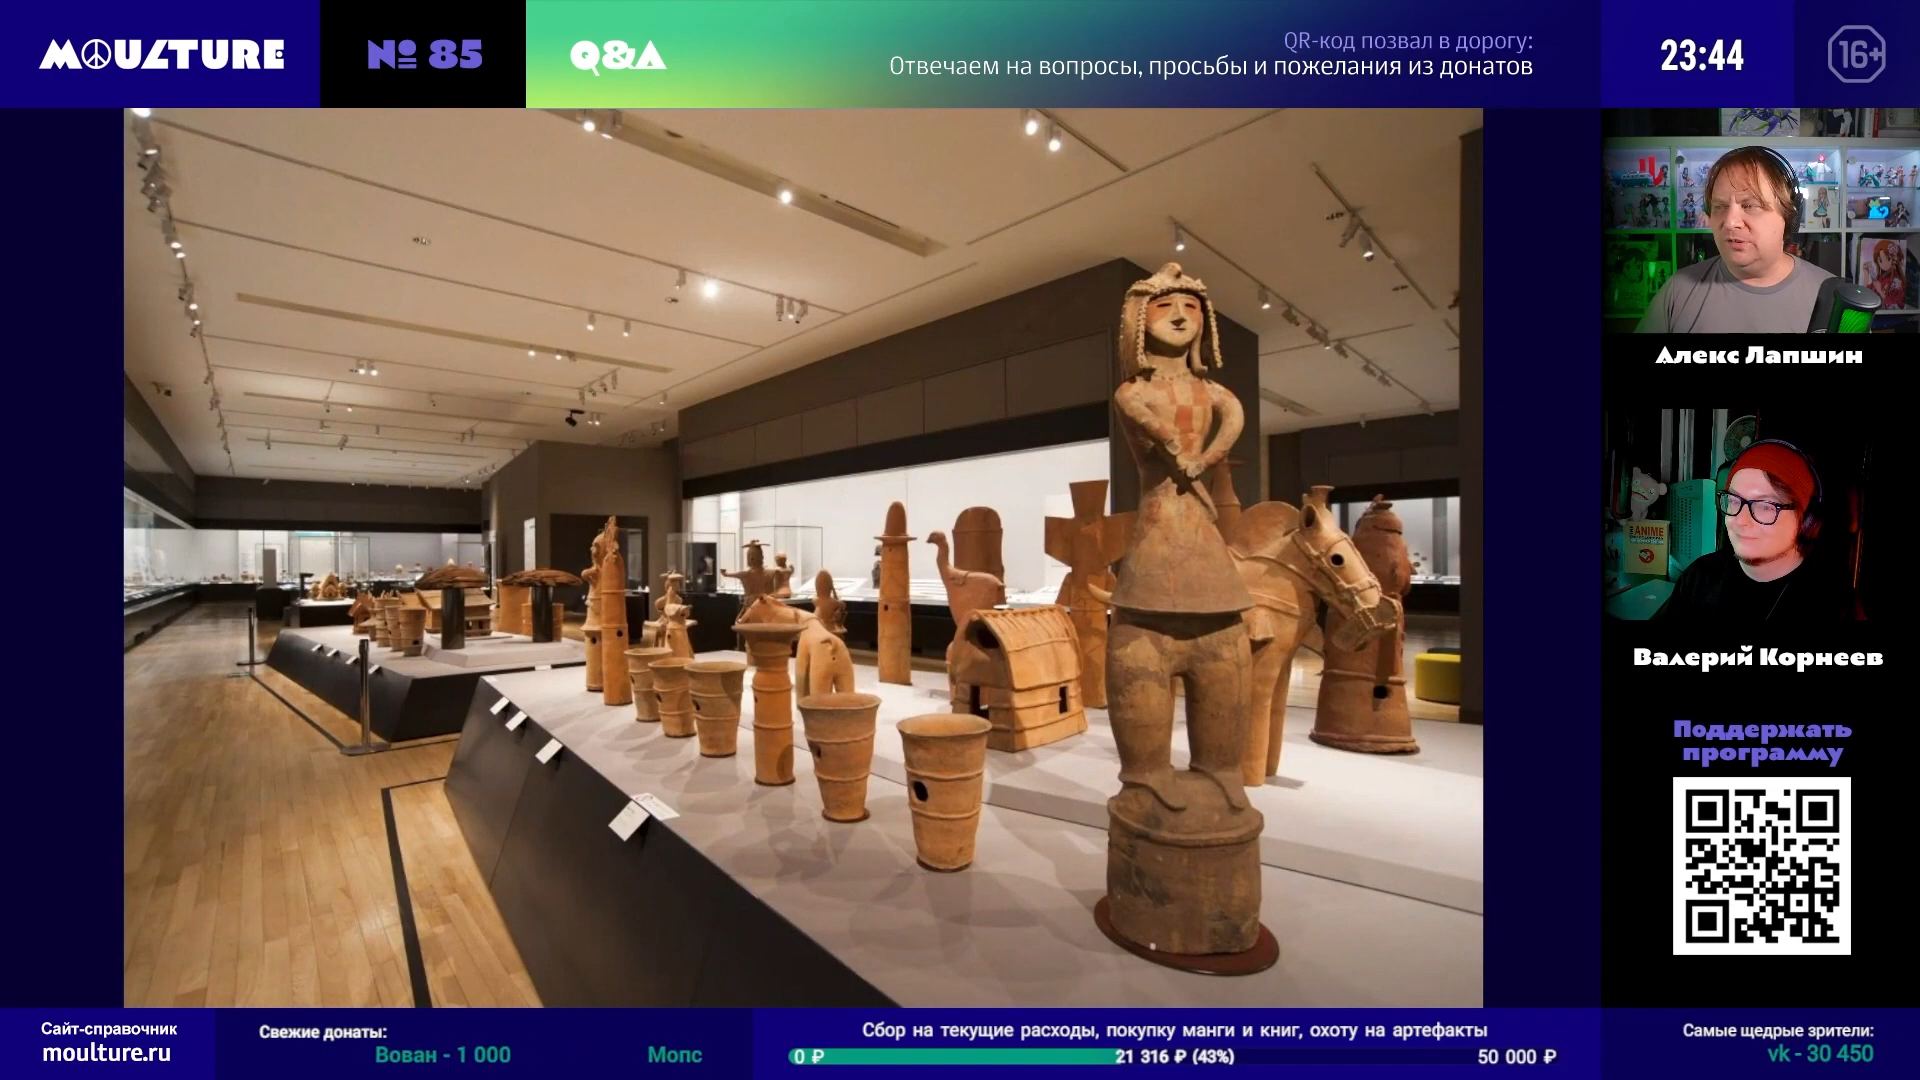 MOULTURE
№ 85
Q&A
QR-код позвал в дорогу:
Отвечаем на вопросы, просьбы и пожелания из донатов
23:44
16+
Алекс Лапшин
ANIME
Валерий Корнеев
Поддержать
программу
Сайт-справочник
moulture.ru
Свежие донаты:
Вован - 1 000
Мопс
Сбор на текущие расходы, покупку манги и книг, охоту на артефакты
0 ₽
21 316 ₽ (43%)
50 000 ₽
Самые щедрые зрители:
vk - 30 450